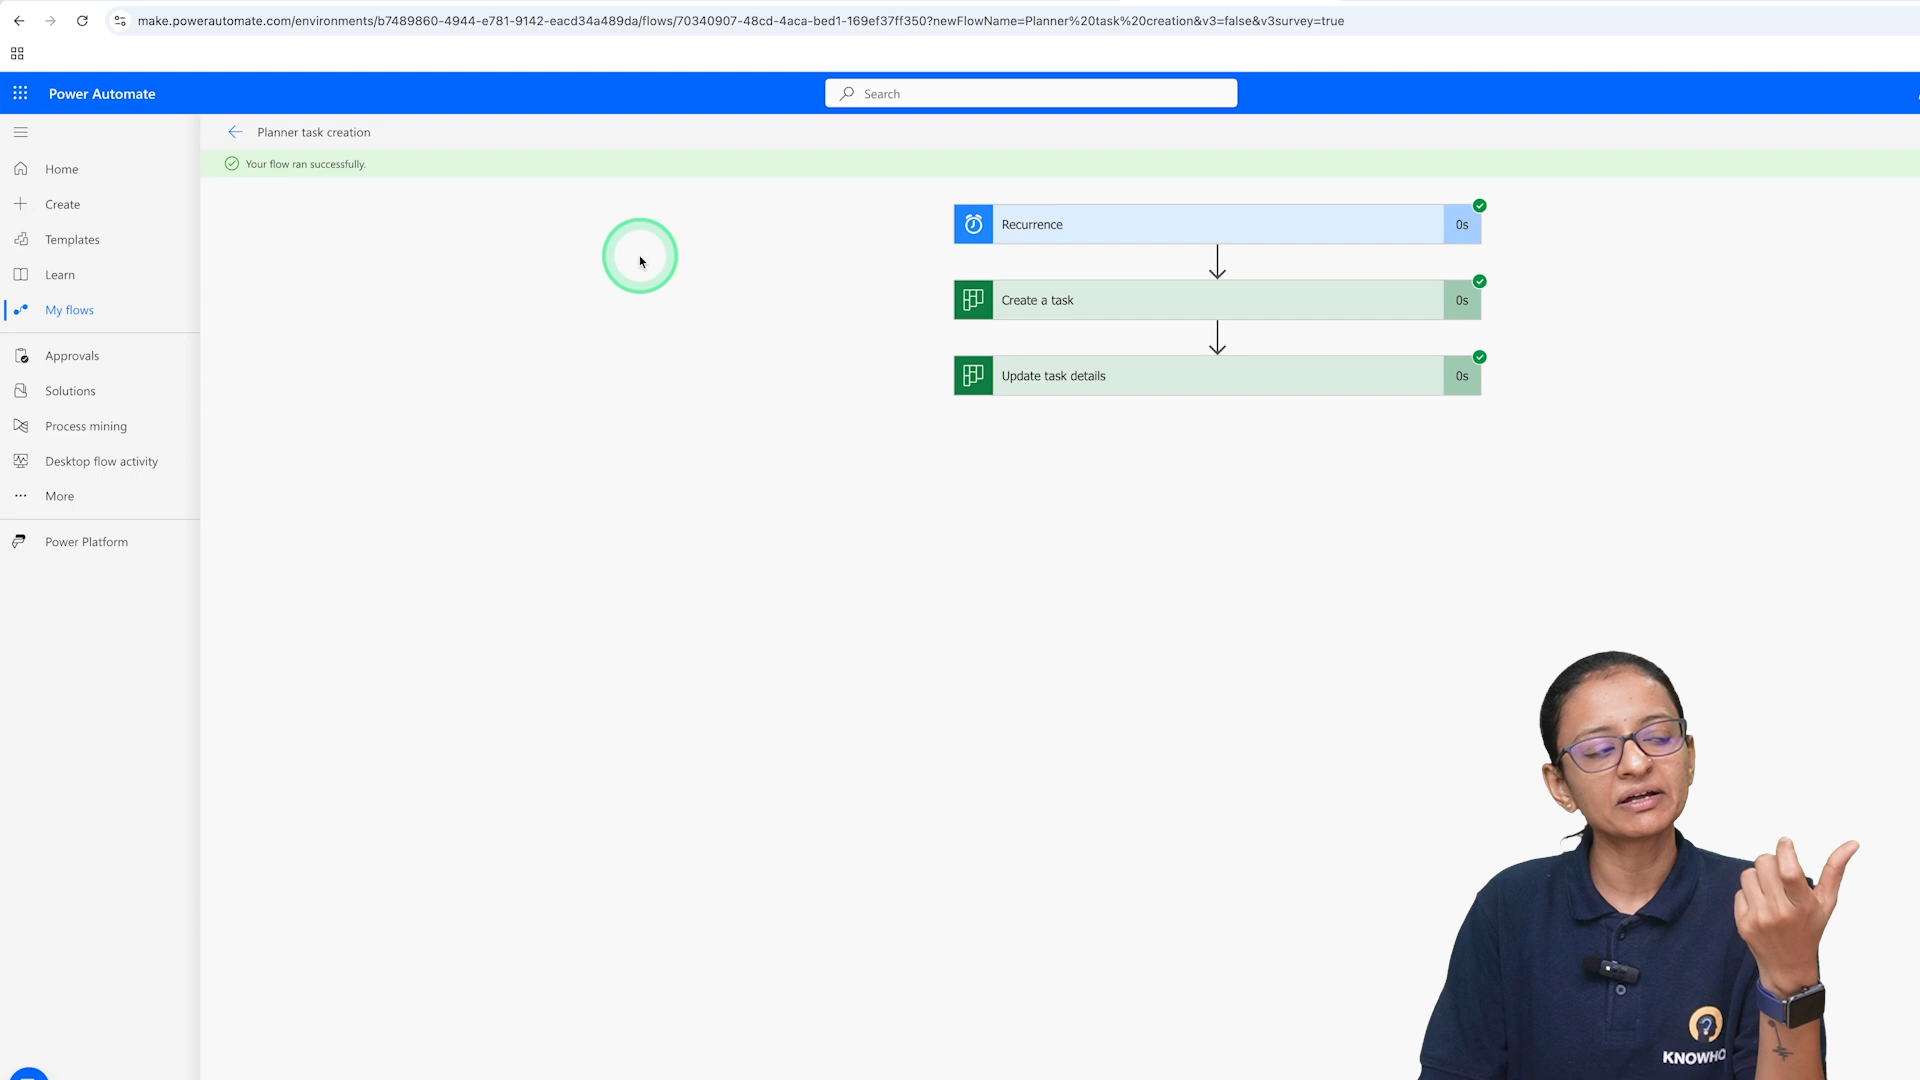 make.powerautomate.com/environments/b7489860-4944-e781-9142-eacd34a489da/flows/70340907-48cd-4aca-bed1-169ef37ff350?newFlowName=Planner%20task%20creation&v3=false&v3survey=true
Power Automate
Search
Planner task creation
Your flow ran successfully.
Home
Create
Templates
Learn
My flows
Approvals
Solutions
Process mining
Desktop flow activity
More
Power Platform
Recurrence
0s
Create a task
0s
Update task details
0s
KNOWHO